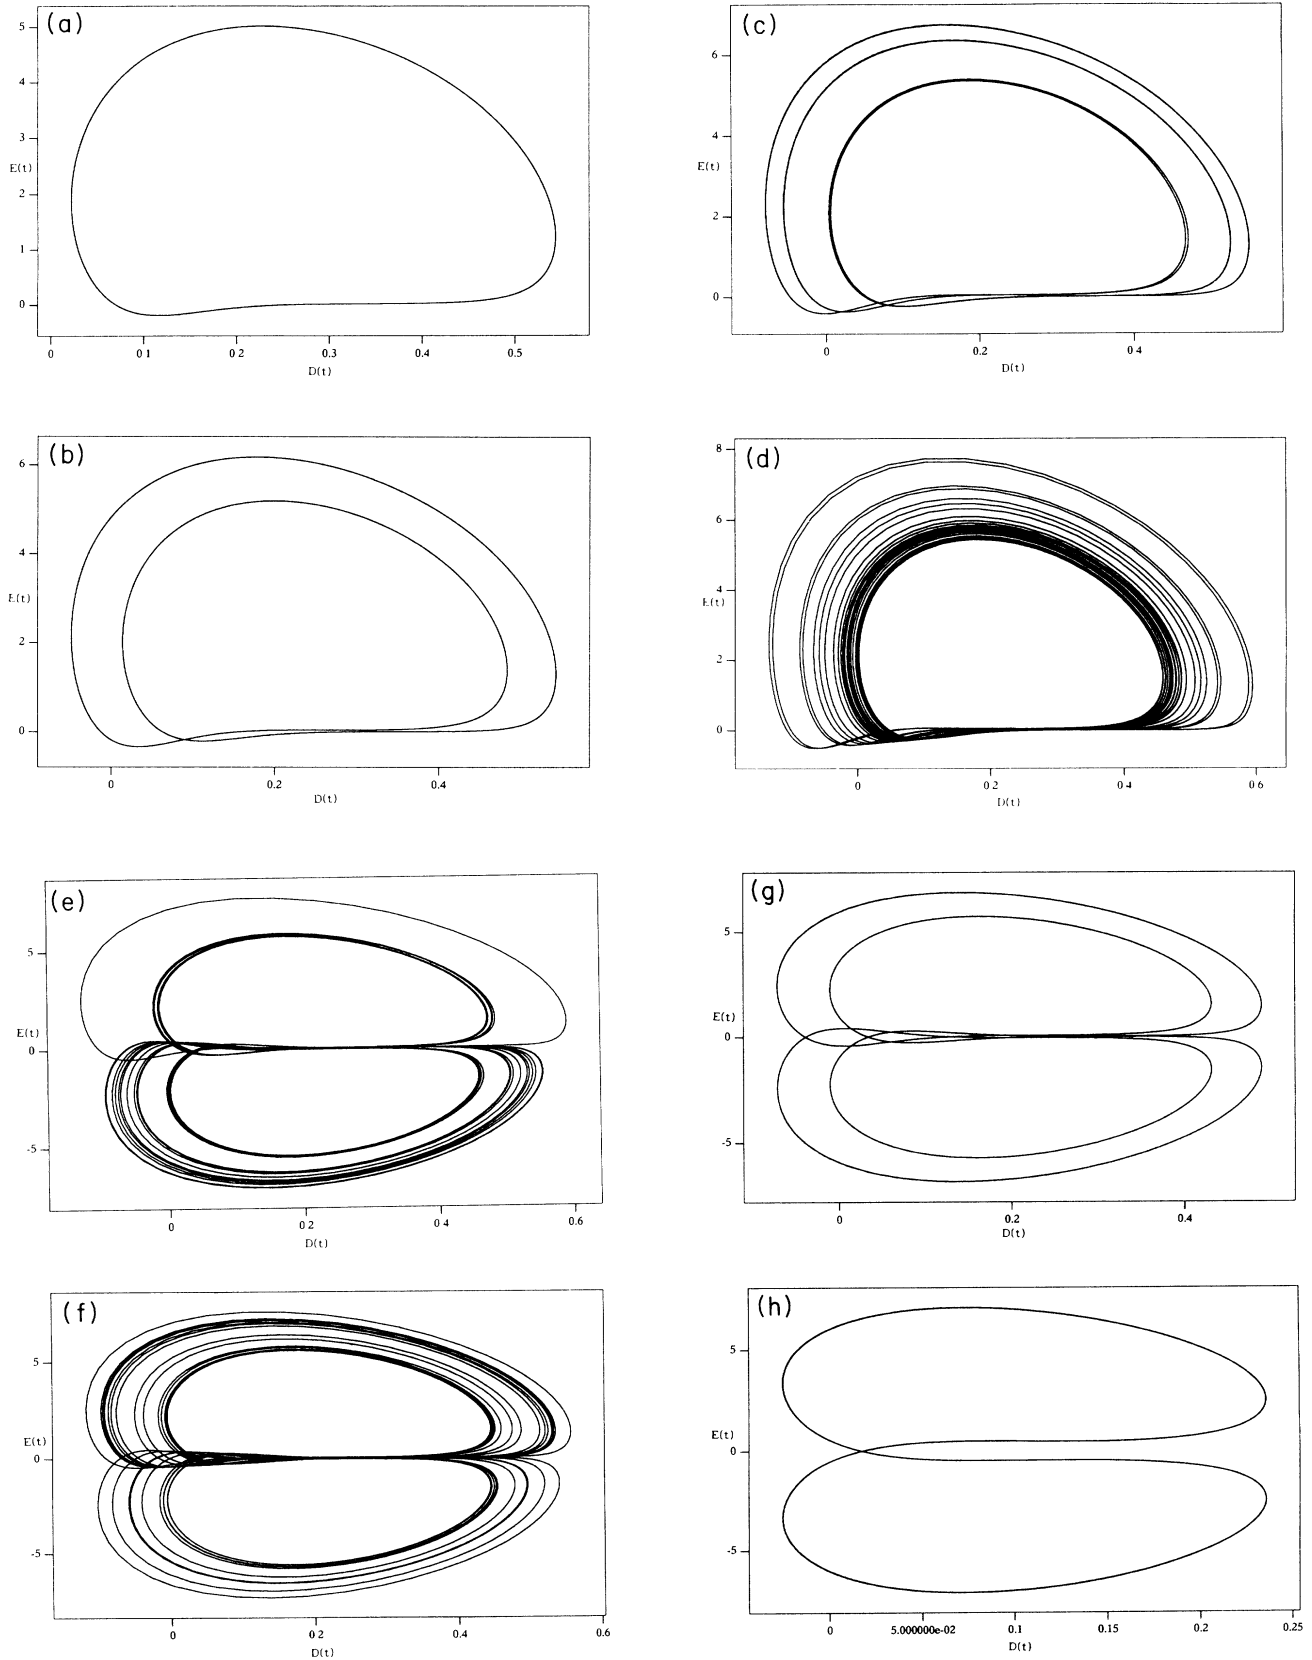 (a)
5
4
3
E(t)
2
1
0
0 0 1 0 2 0.3 0.4 0.5
D(t)
(c)
6
4
E(t)
2
0
0 0.2 0 4
D(t)
(b)
6
4
E(t)
2
0
0 0.2 0.4
D(t)
(d)
8
6
4
E(t)
2
0
0 0 2 0 4 0 6
D(t)
(e)
5
E(t)
0
-5
0 0 2 0 4 0.6
D(t)
(g)
5
E(t)
0
-5
0 0.2 0.4
D(t)
(f)
5
E(t)
0
-5
0 0 2 0.4 0.6
D(t)
(h)
5
E(t)
0
-5
0 5.000000e-02 0.1 0.15 0.2 0.25
D(t)